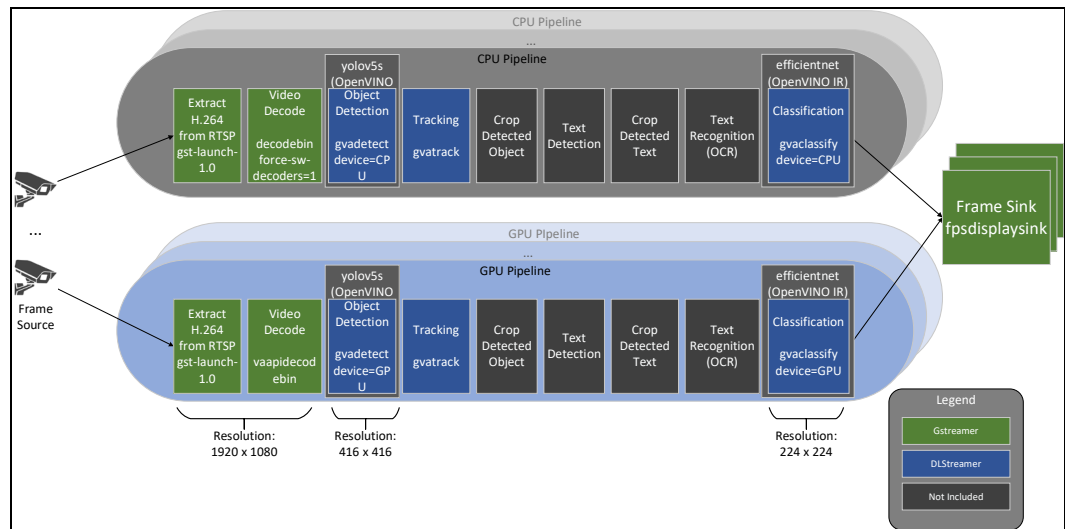 CPU Pipeline
...
CPU Pipeline
yolov5s
(OpenVINO
efficientnet
(OpenVINO IR)
Extract
H.264
from RTSP
gst-launch-
1.0
Video
Decode
decodebin
force-sw-
decoders=1
Object
Detection
gvadetect
device=CP
U
Tracking
gvatrack
Crop
Detected
Object
Text
Detection
Crop
Detected
Text
Text
Recognition
(OCR)
Classification
gvaclassify
device=CPU
Frame Sink
fpsdisplaysink
...
Frame
Source
GPU PIpeline
...
GPU Pipeline
yolov5s
(OpenVINO
efficientnet
(OpenVINO IR)
Extract
H.264
from RTSP
gst-launch-
1.0
Video
Decode
vaapidecod
ebin
Object
Detection
gvadetect
device=GP
U
Tracking
gvatrack
Crop
Detected
Object
Text
Detection
Crop
Detected
Text
Text
Recognition
(OCR)
Classification
gvaclassify
device=GPU
Resolution:
1920 x 1080
Resolution:
416 x 416
Resolution:
224 x 224
Legend
Gstreamer
DLStreamer
Not Included